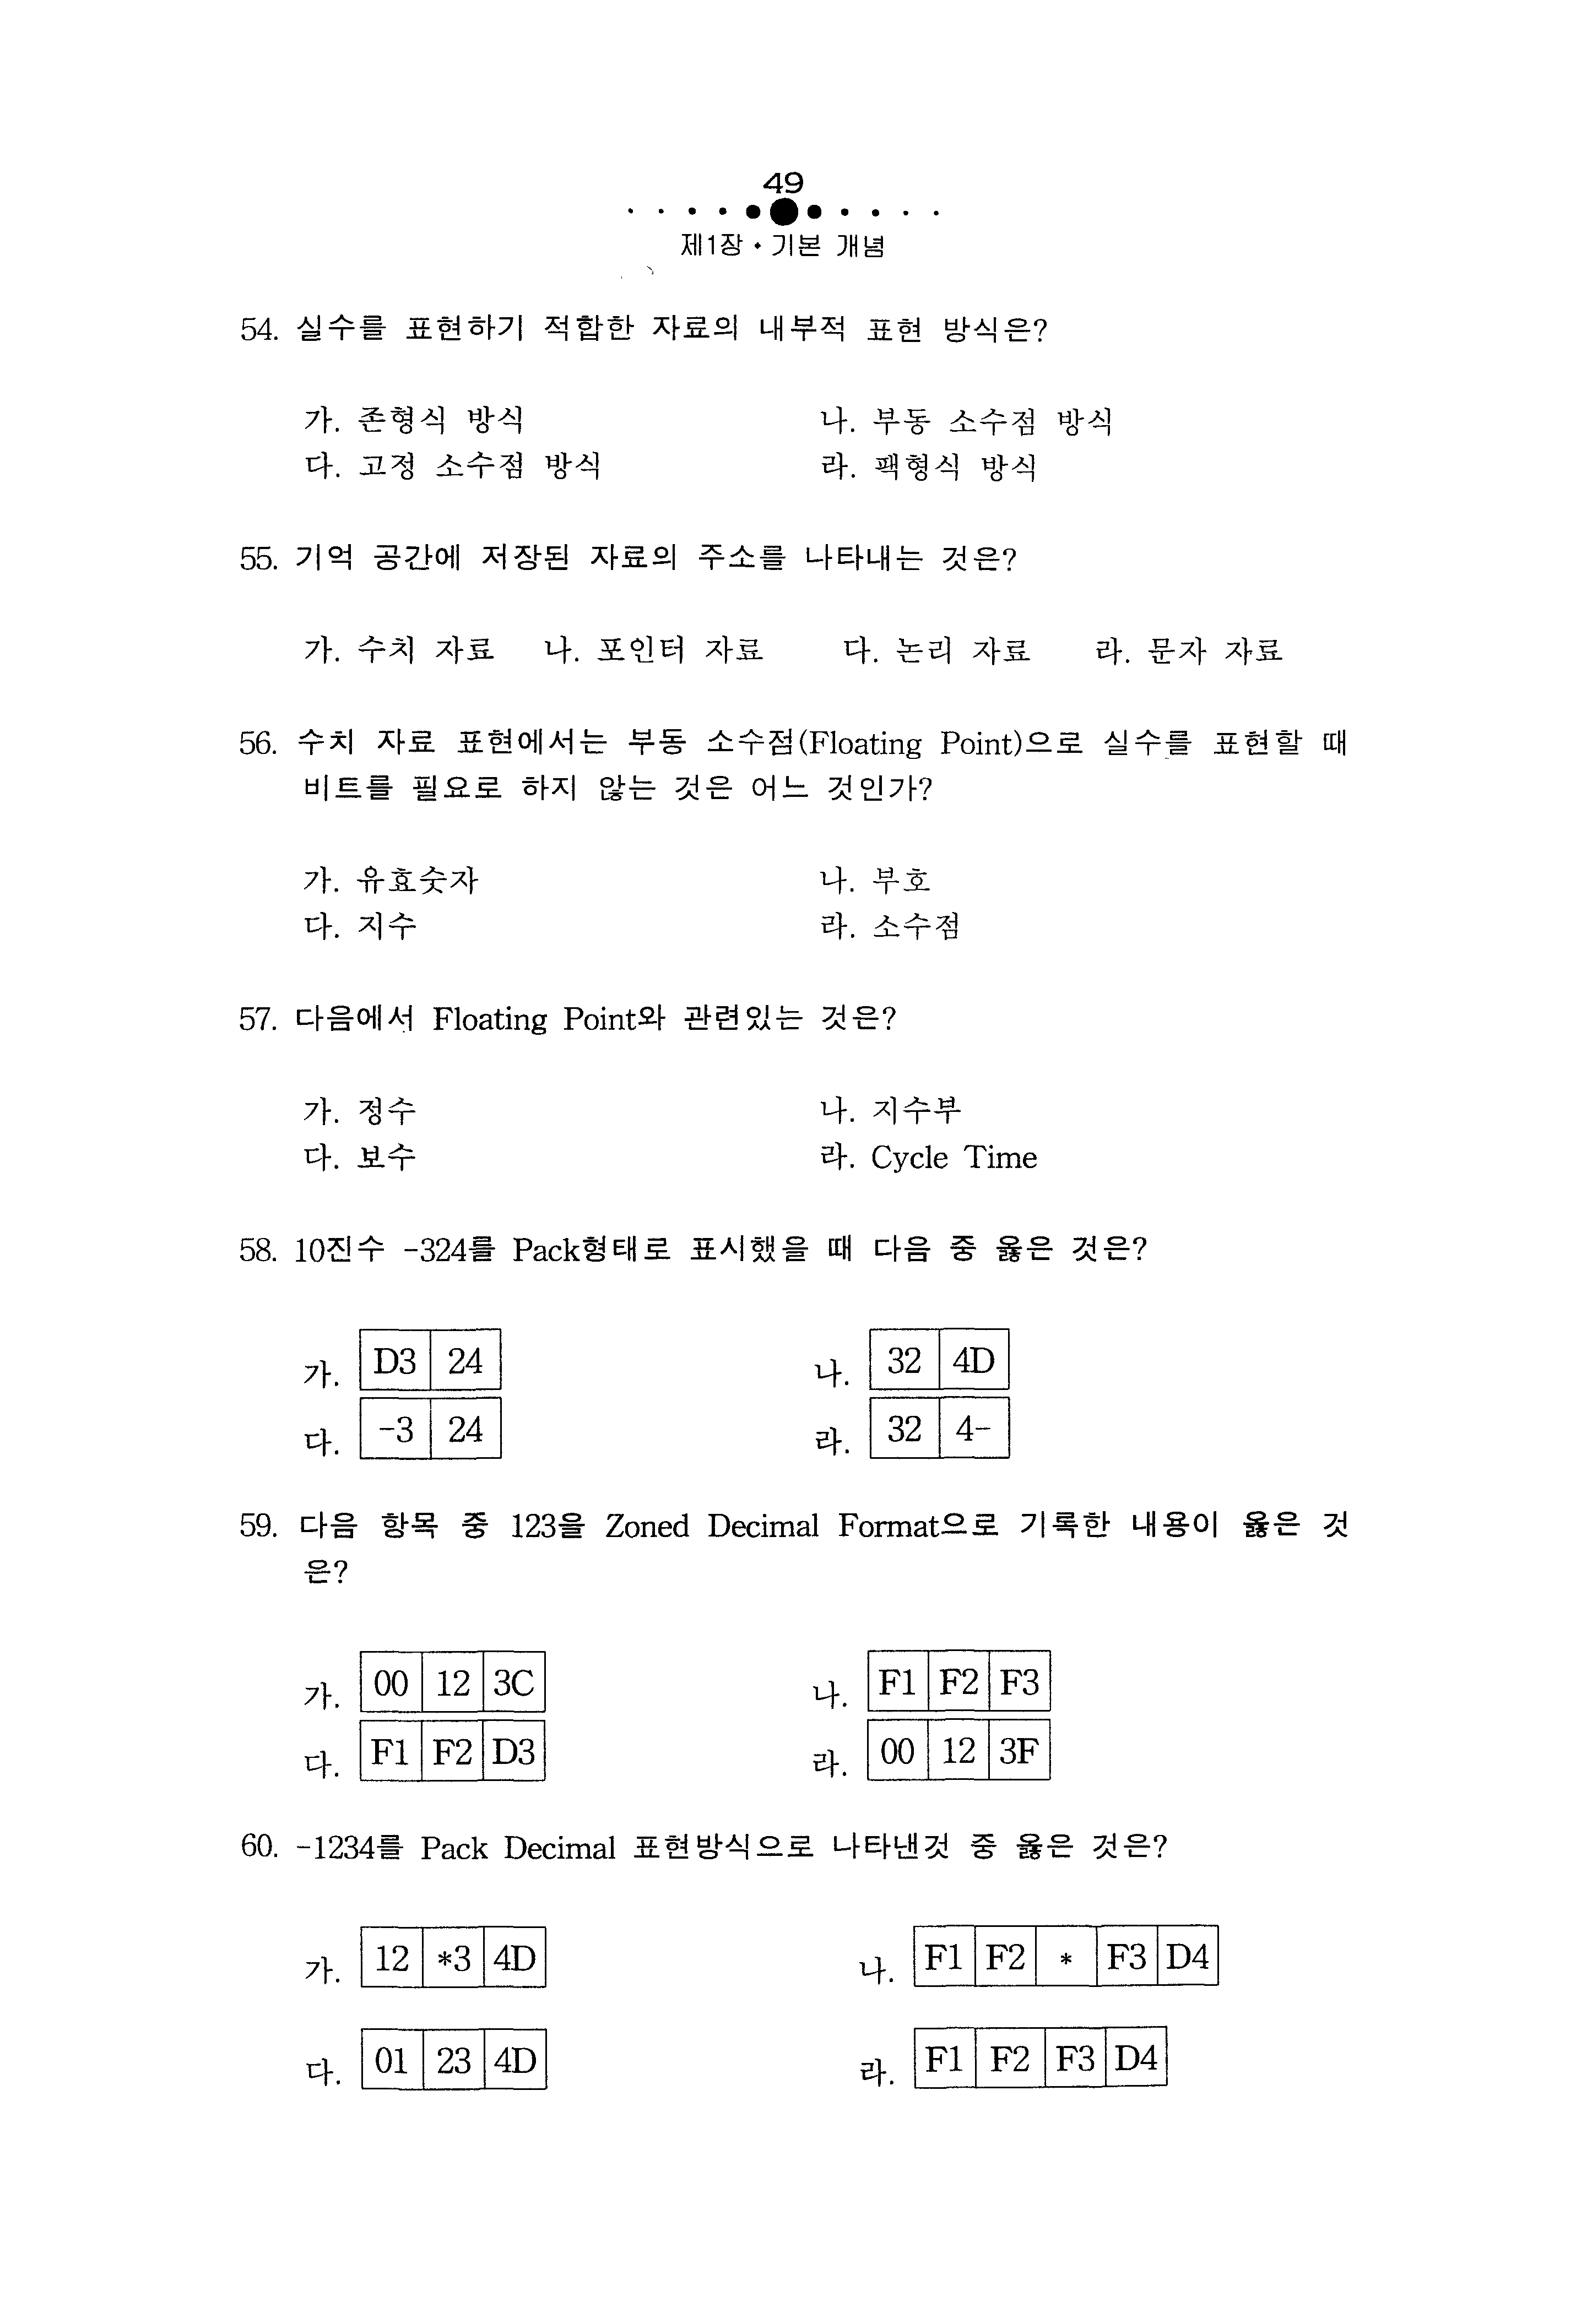 49
제1장 • 기본 개념
54. 실수를 표현하기 적합한 자료의 내부적 표현 방식은?
가. 존형식 방식 나. 부동 소수점 방식
다. 고정 소수점 방식 라. 팩형식 방식
55. 기억 공간에 저장된 자료의 주소를 나타내는 것은?
가. 수치 자료 나. 포인터 자료 다. 논리 자료 라. 문자 자료
56. 수치 자료 표현에서는 부동 소수점(Floating Point)으로 실수를 표현할 때
비트를 필요로 하지 않는 것은 어느 것인가?
가. 유효숫자 나. 부호
다. 지수 라. 소수점
57. 다음에서 Floating Point와 관련있는 것은?
가. 정수 나. 지수부
다. 보수 라. Cycle Time
58. 10진수 -324를 Pack형태로 표시했을 때 다음 중 옳은 것은?
가. D3 24 나. 32 4D
다. -3 24 라. 32 4-
59. 다음 항목 중 123을 Zoned Decimal Format으로 기록한 내용이 옳은 것
은?
가. 00 12 3C 나. F1 F2 F3
다. F1 F2 D3 라. 00 12 3F
60. -1234를 Pack Decimal 표현방식으로 나타낸것 중 옳은 것은?
가. 12 *3 4D 나. F1 F2 * F3 D4
다. 01 23 4D 라. F1 F2 F3 D4